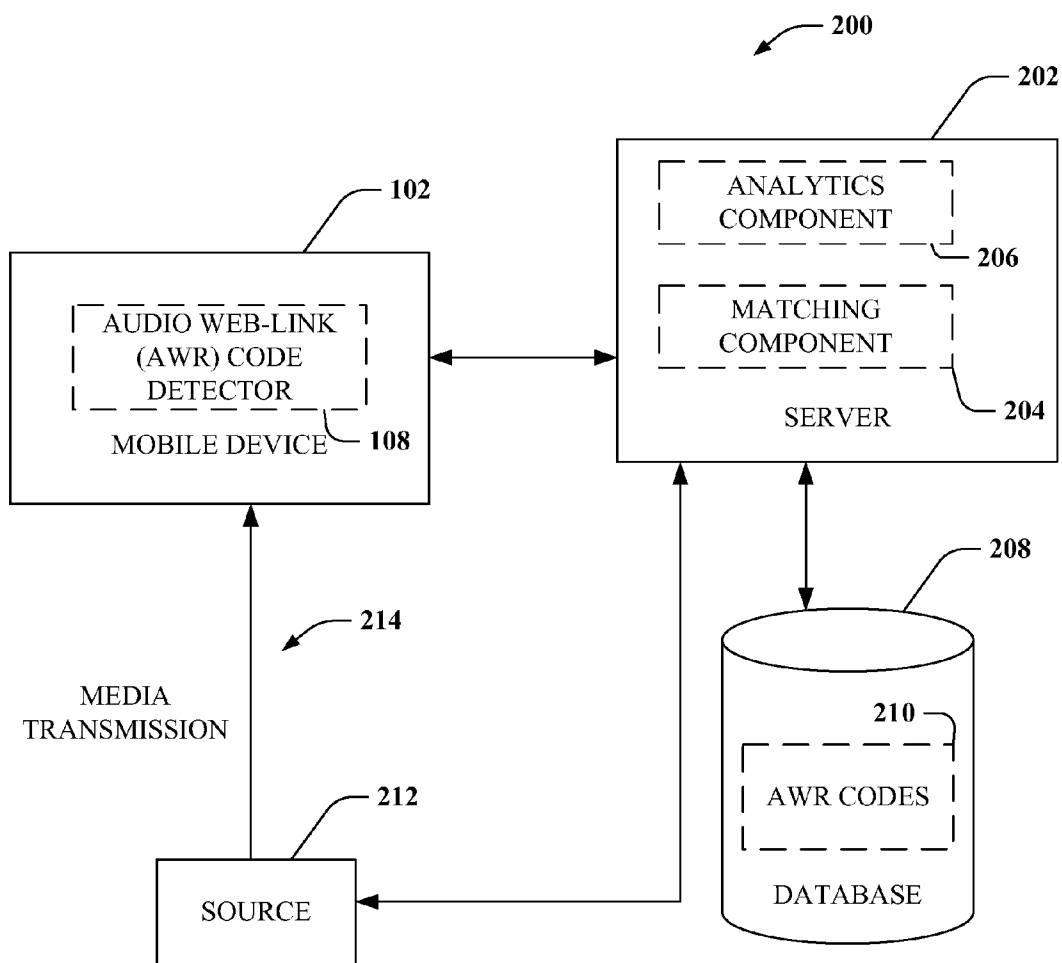 200
202
ANALYTICS
COMPONENT
206
MATCHING
COMPONENT
204
SERVER
102
AUDIO WEB-LINK
(AWR) CODE
DETECTOR
108
MOBILE DEVICE
208
214
MEDIA
TRANSMISSION
210
AWR CODES
DATABASE
212
SOURCE